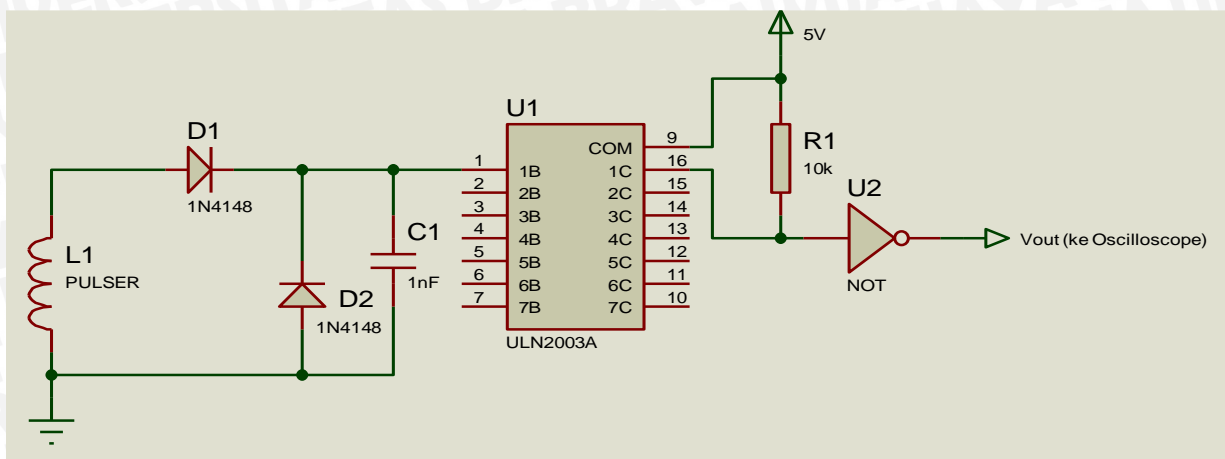 5V
U1
D1
R1
10k
U2
1N4148
L1
PULSER
C1
1nF
D2
1N4148
COM 9
1 1B 1C 16
2 2B 2C 15
3 3B 3C 14
4 4B 4C 13
5 5B 5C 12
6 6B 6C 11
7 7B 7C 10
ULN2003A
NOT
Vout (ke Oscilloscope)